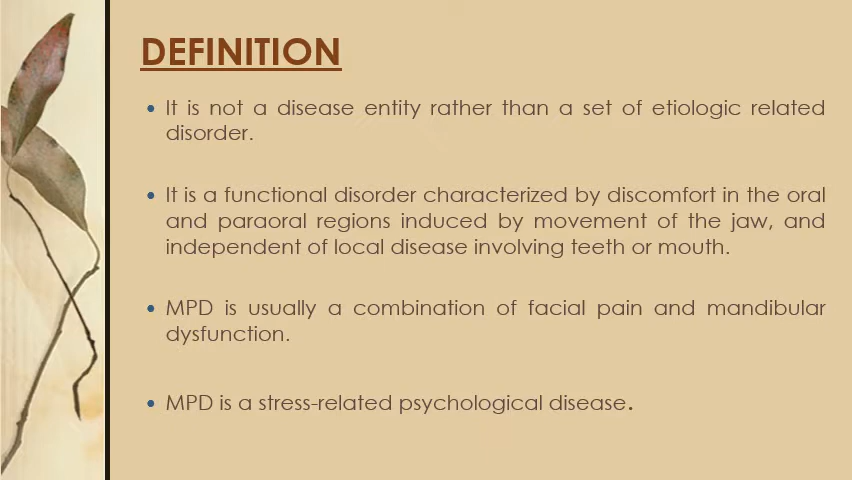 DEFINITION
• It is not a disease entity rather than a set of etiologic related
disorder.
• It is a functional disorder characterized by discomfort in the oral
and paraoral regions induced by movement of the jaw, and
independent of local disease involving teeth or mouth.
• MPD is usually a combination of facial pain and mandibular
dysfunction.
• MPD is a stress-related psychological disease.